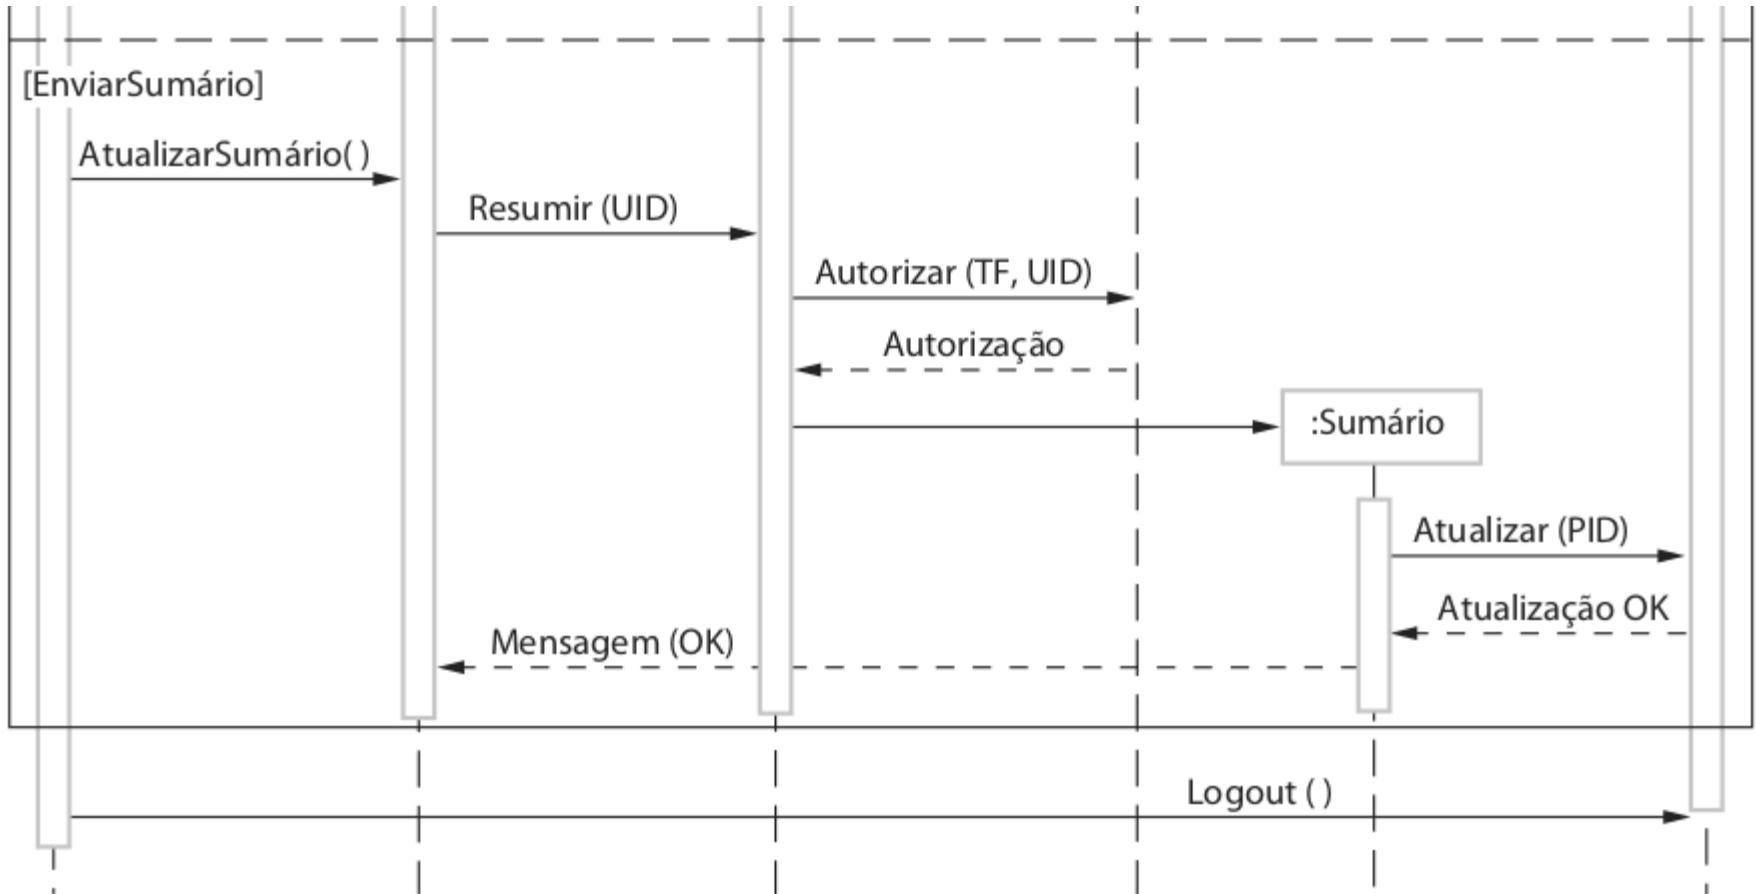 [EnviarSumário]
AtualizarSumário( )
Resumir (UID)
Autorizar (TF, UID)
Autorização
:Sumário
Atualizar (PID)
Atualização OK
Mensagem (OK)
Logout ( )